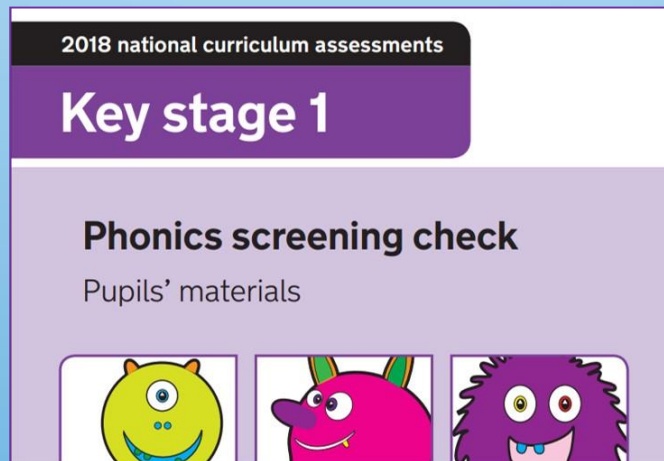 2018 national curriculum assessments
Key stage 1
Phonics screening check
Pupils’ materials